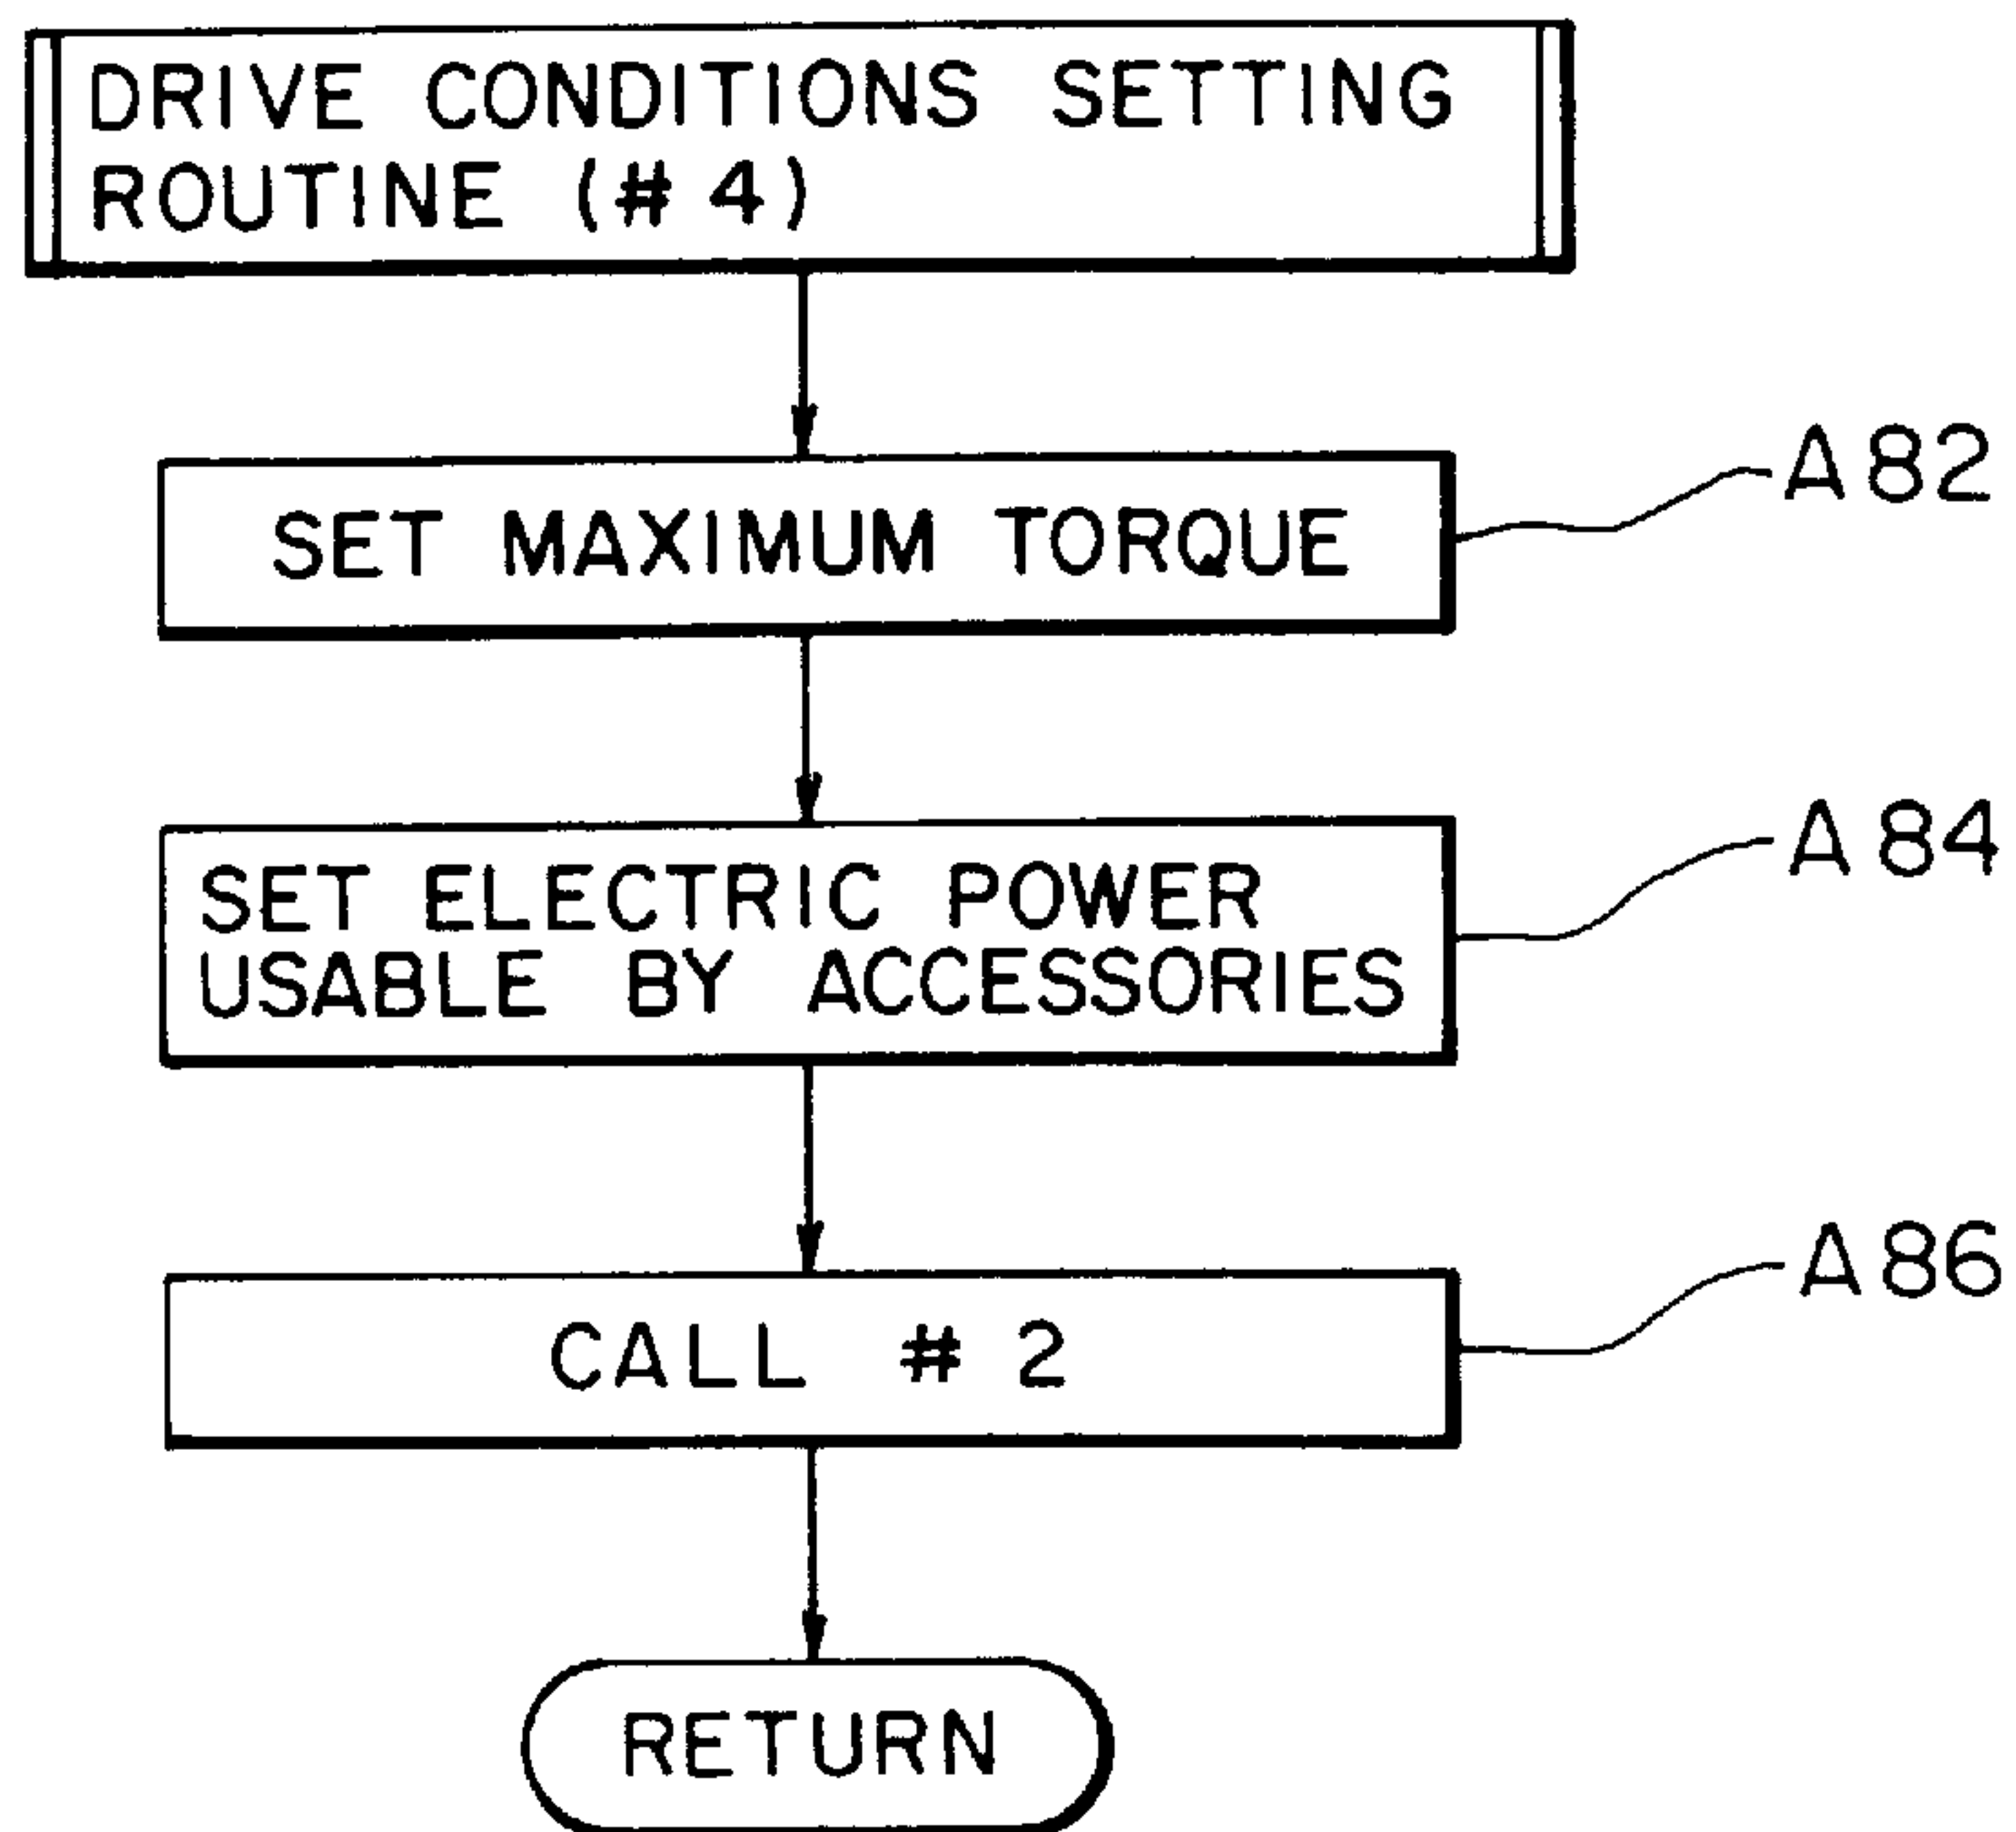 DRIVE CONDITIONS SETTING
ROUTINE (# 4)
SET MAXIMUM TORQUE
A82
SET ELECTRIC POWER
USABLE BY ACCESSORIES
A84
CALL # 2
A86
RETURN